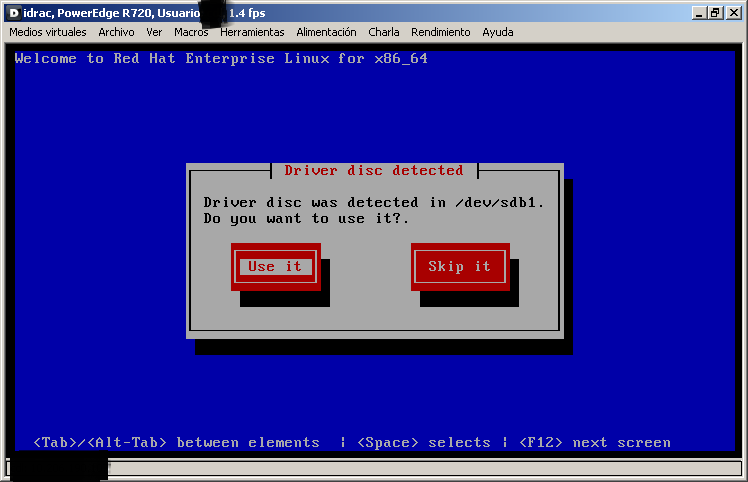 idrac, PowerEdge R720, Usuario 1.4 fps
Medios virtuales Archivo Ver Macros Herramientas Alimentación Charla Rendimiento Ayuda
Welcome to Red Hat Enterprise Linux for x86_64
Driver disc detected
Driver disc was detected in /dev/sdb1.
Do you want to use it?.
Use it Skip it
<Tab>/<Alt-Tab> between elements | <Space> selects | <F12> next screen